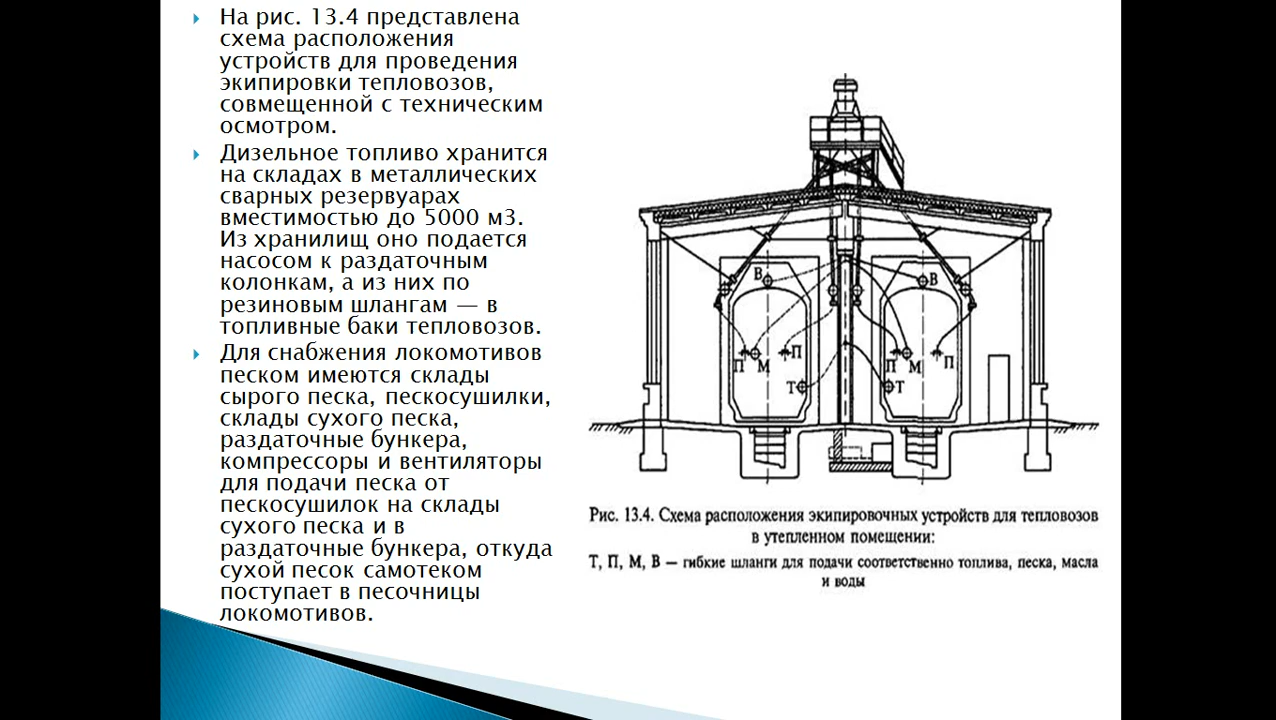 На рис. 13.4 представлена
схема расположения
устройств для проведения
экипировки тепловозов,
совмещенной с техническим
осмотром.
Дизельное топливо хранится
на складах в металлических
сварных резервуарах
вместимостью до 5000 м3.
Из хранилищ оно подается
насосом к раздаточным
колонкам, а из них по
резиновым шлангам — в
топливные баки тепловозов.
Для снабжения локомотивов
песком имеются склады
сырого песка, пескосушилки,
склады сухого песка,
раздаточные бункера,
компрессоры и вентиляторы
для подачи песка от
пескосушилок на склады
сухого песка и в
раздаточные бункера, откуда
сухой песок самотеком
поступает в песочницы
локомотивов.
В
В
П
М
П
Т
П
М
П
Т
Рис. 13.4. Схема расположения экипировочных устройств для тепловозов
в утепленном помещении:
Т, П, М, В — гибкие шланги для подачи соответственно топлива, песка, масла
и воды